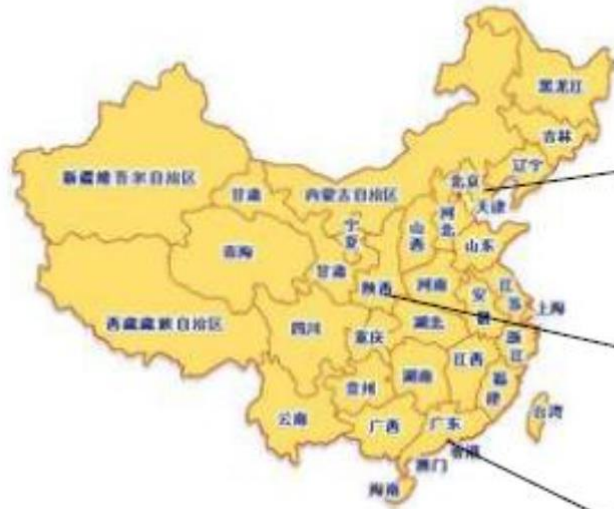 黑龙江
吉林
辽宁
新疆维吾尔自治区
甘肃
内蒙古自治区
北京
天津
宁夏
山西
河北
山东
青海
甘肃
陕西
河南
江苏
安徽
上海
西藏藏族自治区
四川
重庆
湖北
浙江
贵州
湖南
江西
福建
云南
广西
广东
台湾
香港
澳门
海南